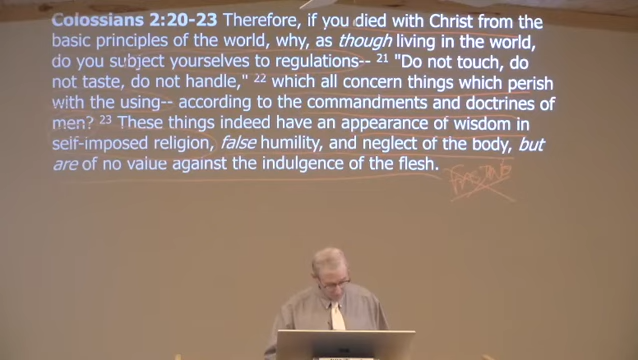 Colossians 2:20-23 Therefore, if you died with Christ from the
basic principles of the world, why, as though living in the world,
do you subject yourselves to regulations-- 21 "Do not touch, do
not taste, do not handle," 22 which all concern things which perish
with the using-- according to the commandments and doctrines of
men? 23 These things indeed have an appearance of wisdom in
self-imposed religion, false humility, and neglect of the body, but
are of no value against the indulgence of the flesh.